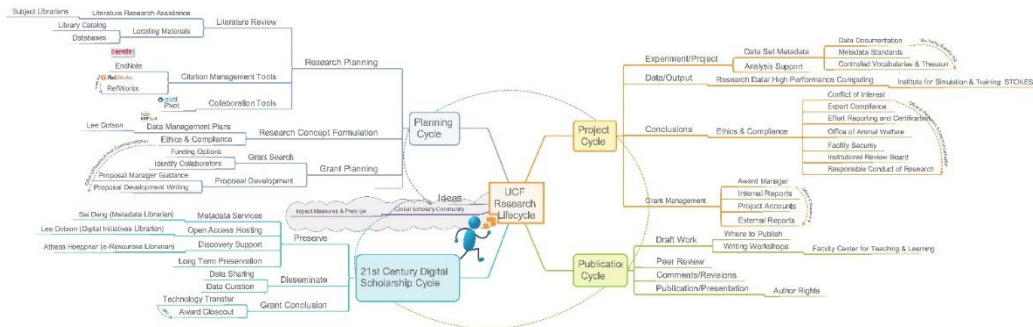 Subject Librarians
Literature Research Assistance
Library Catalog
Locating Materials
Databases
Literature Review
EndNote
RefWorks
RefWorks
Citation Management Tools
pivot
Pivot
Collaboration Tools
Research Planning
Lee Dotson
Data Management Plans
Ethics & Compliance
Research Concept Formulation
Funding Options
Identify Collaborators
Grant Search
Proposal Manager Guidance
Proposal Development Writing
Proposal Development
Grant Planning
Planning
Cycle
Ideas
Impact Measures & Prestige
Global Scholarly Community
UCF
Research
Lifecycle
Sai Deng (Metadata Librarian)
Metadata Services
Lee Dotson (Digital Initiatives Librarian)
Open Access Hosting
Athena Hoeppner (e-Resources Librarian)
Discovery Support
Long Term Preservation
Preserve
Data Sharing
Data Curation
Disseminate
Technology Transfer
Award Closeout
Grant Conclusion
21st Century Digital
Scholarship Cycle
Project
Cycle
Experiment/Project
Data Set Metadata
Data Documentation
Metadata Standards
Controlled Vocabularies & Thesauri
Analysis Support
Data/Output
Research Data/ High Performance Computing
Institute for Simulation & Training: STOKES
Conclusions
Ethics & Compliance
Conflict of Interest
Export Compliance
Effort Reporting and Certification
Office of Animal Welfare
Facility Security
Institutional Review Board
Responsible Conduct of Research
Grant Management
Award Manager
Internal Reports
Project Accounts
External Reports
Publication
Cycle
Draft Work
Where to Publish
Writing Workshops
Faculty Center for Teaching & Learning
Peer Review
Comments/Revisions
Publication/Presentation
Author Rights